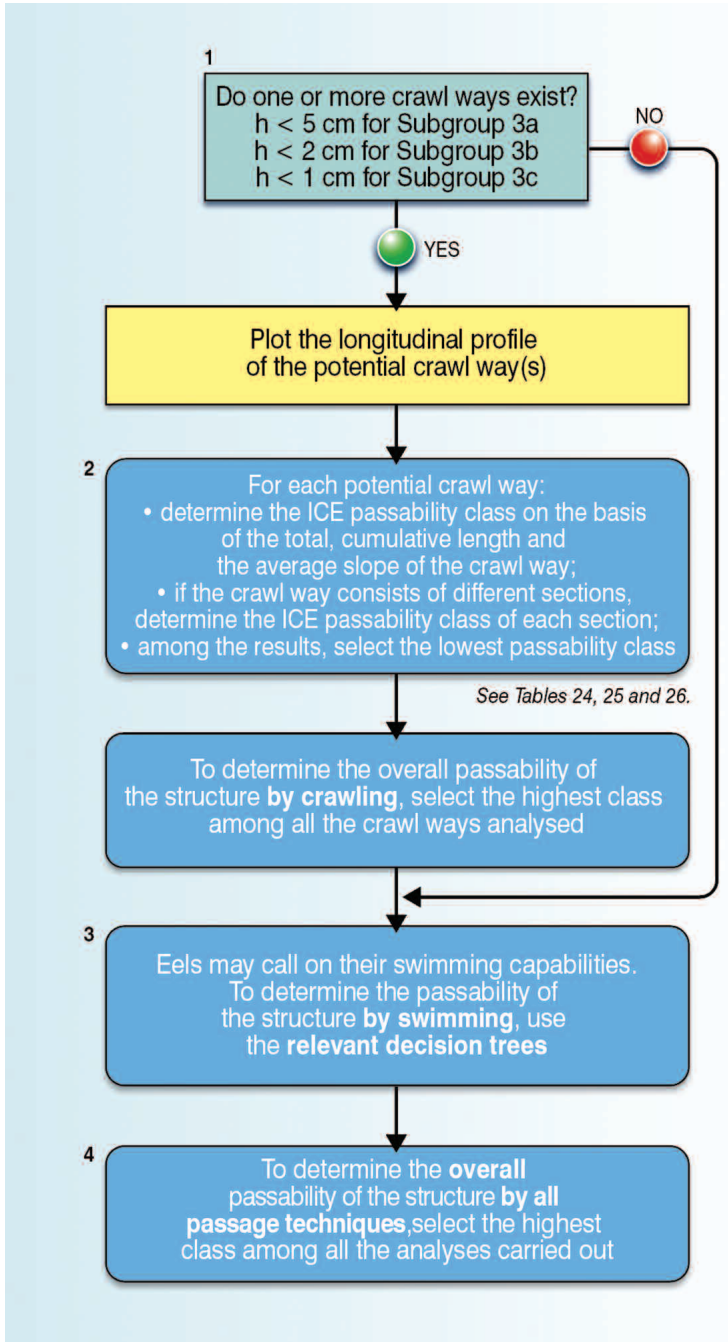 1
Do one or more crawl ways exist?
h < 5 cm for Subgroup 3a
h < 2 cm for Subgroup 3b
h < 1 cm for Subgroup 3c
NO
YES
Plot the longitudinal profile
of the potential crawl way(s)
2
For each potential crawl way:
• determine the ICE passability class on the basis
of the total, cumulative length and
the average slope of the crawl way;
• if the crawl way consists of different sections,
determine the ICE passability class of each section;
• among the results, select the lowest passability class
See Tables 24, 25 and 26.
To determine the overall passability of
the structure by crawling, select the highest class
among all the crawl ways analysed
3
Eels may call on their swimming capabilities.
To determine the passability of
the structure by swimming, use
the relevant decision trees
4
To determine the overall
passability of the structure by all
passage techniques,select the highest
class among all the analyses carried out